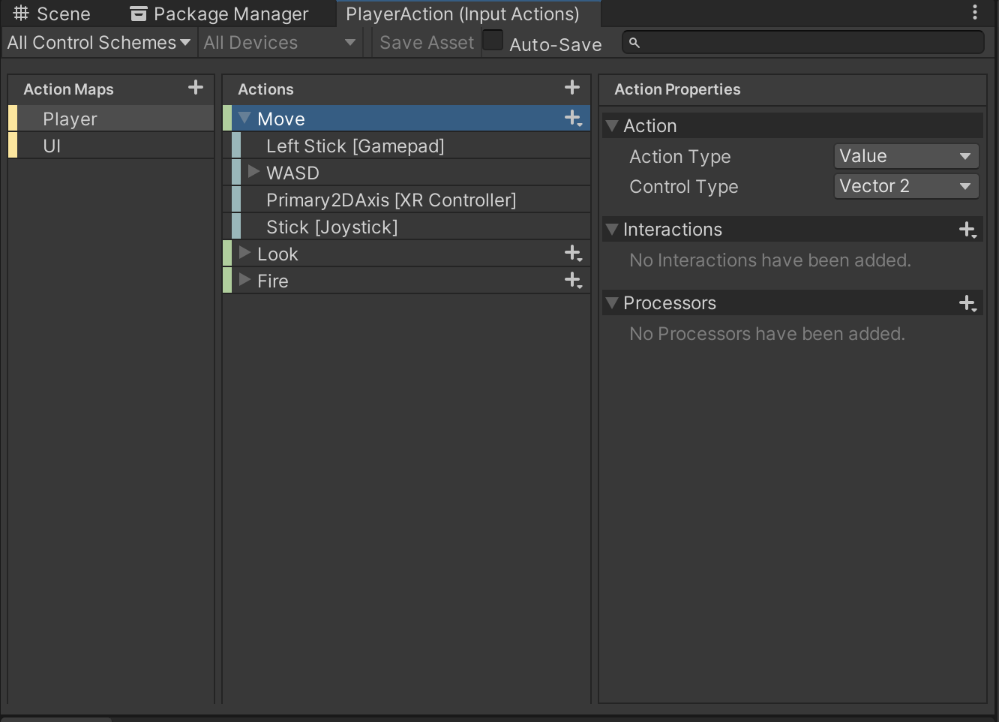 Scene Package Manager PlayerAction (Input Actions)
All Control Schemes All Devices Save Asset Auto-Save
Action Maps
Player
UI
Actions
Move
Left Stick [Gamepad]
WASD
Primary2DAxis [XR Controller]
Stick [Joystick]
Look
Fire
Action Properties
Action
Action Type Value
Control Type Vector 2
Interactions
No Interactions have been added.
Processors
No Processors have been added.